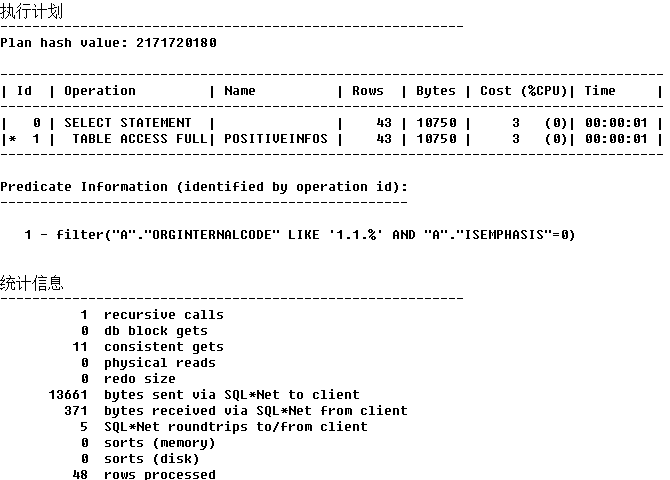 执行计划
----------------------------------------------------------
Plan hash value: 2171720180
-----------------------------------------------------------------------------------
| Id  | Operation         | Name          | Rows  | Bytes | Cost (%CPU)| Time     |
-----------------------------------------------------------------------------------
|   0 | SELECT STATEMENT  |               |    43 | 10750 |     3   (0)| 00:00:01 |
|*  1 |  TABLE ACCESS FULL| POSITIVEINFOS |    43 | 10750 |     3   (0)| 00:00:01 |
-----------------------------------------------------------------------------------
Predicate Information (identified by operation id):
---------------------------------------------------
   1 - filter("A"."ORGINTERNALCODE" LIKE '1.1.%' AND "A"."ISEMPHASIS"=0)
统计信息
----------------------------------------------------------
          1  recursive calls
          0  db block gets
         11  consistent gets
          0  physical reads
          0  redo size
      13661  bytes sent via SQL*Net to client
        371  bytes received via SQL*Net from client
          5  SQL*Net roundtrips to/from client
          0  sorts (memory)
          0  sorts (disk)
         48  rows processed